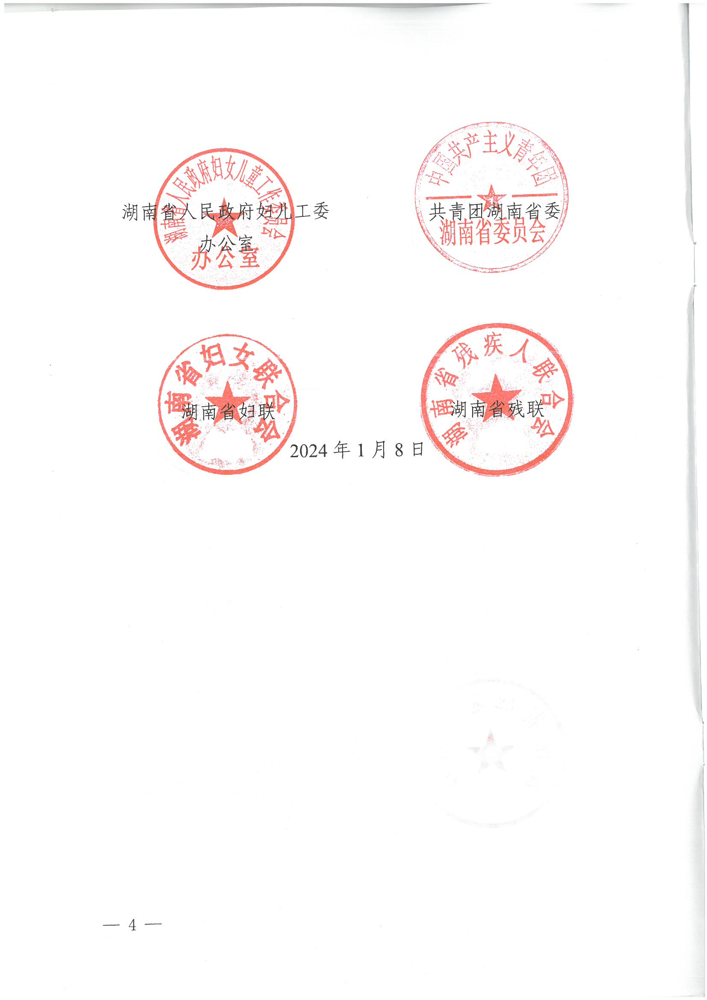 湖南省人民政府妇女儿童工作委员会
湖南省人民政府妇儿工委
办公室
办公室
中国共产主义青年团
共青团湖南省委
湖南省委员会
湖南省妇女联合会
湖南省妇联
湖南省残疾人联合会
湖南省残联
2024 年 1 月 8 日
— 4 —